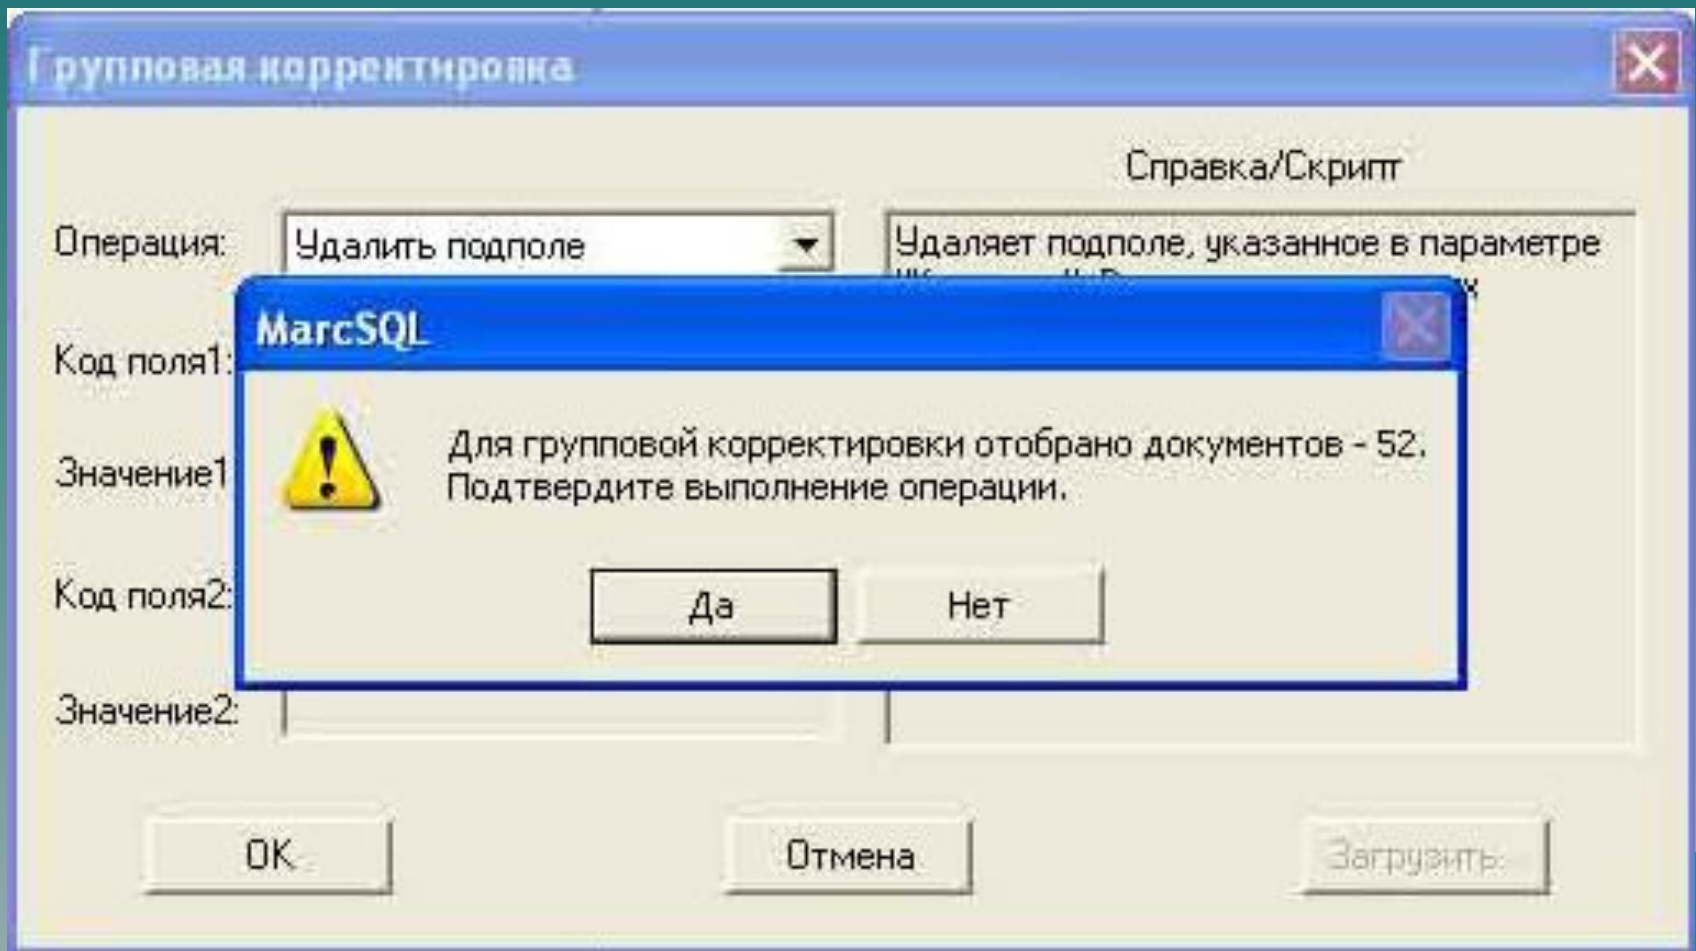 Групповая корректировка
Справка/Скрипт
Операция:
Удалить подполе
Удаляет подполе, указанное в параметре
MarcSQL
Код поля1:
Для групповой корректировки отобрано документов - 52.
Подтвердите выполнение операции.
Значение1
Да
Нет
Код поля2:
Значение2:
OK
Отмена
Загрузить